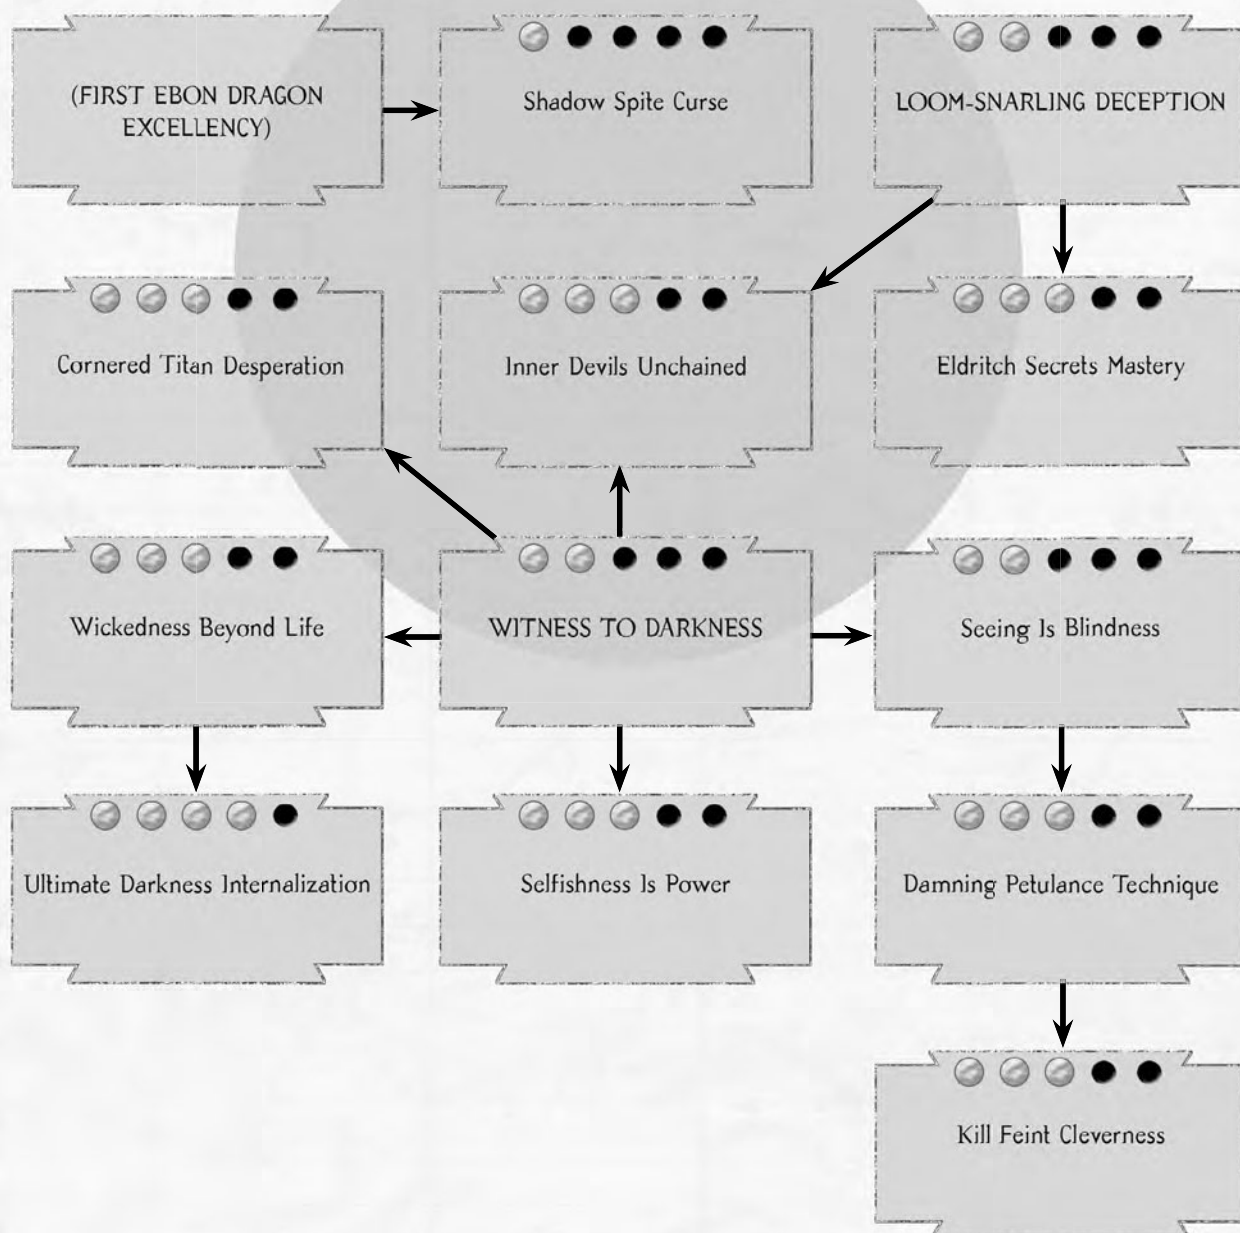 (FIRST EBON DRAGON
EXCELLENCY)
Shadow Spite Curse
LOOM-SNARLING DECEPTION
Cornered Titan Desperation
Inner Devils Unchained
Eldritch Secrets Mastery
Wickedness Beyond Life
WITNESS TO DARKNESS
Seeing Is Blindness
Ultimate Darkness Internalization
Selfishness Is Power
Damning Petulance Technique
Kill Feint Cleverness